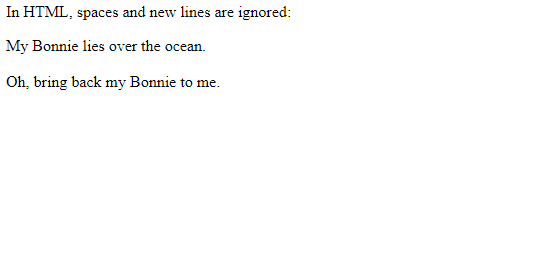 In HTML, spaces and new lines are ignored:
My Bonnie lies over the ocean.
Oh, bring back my Bonnie to me.